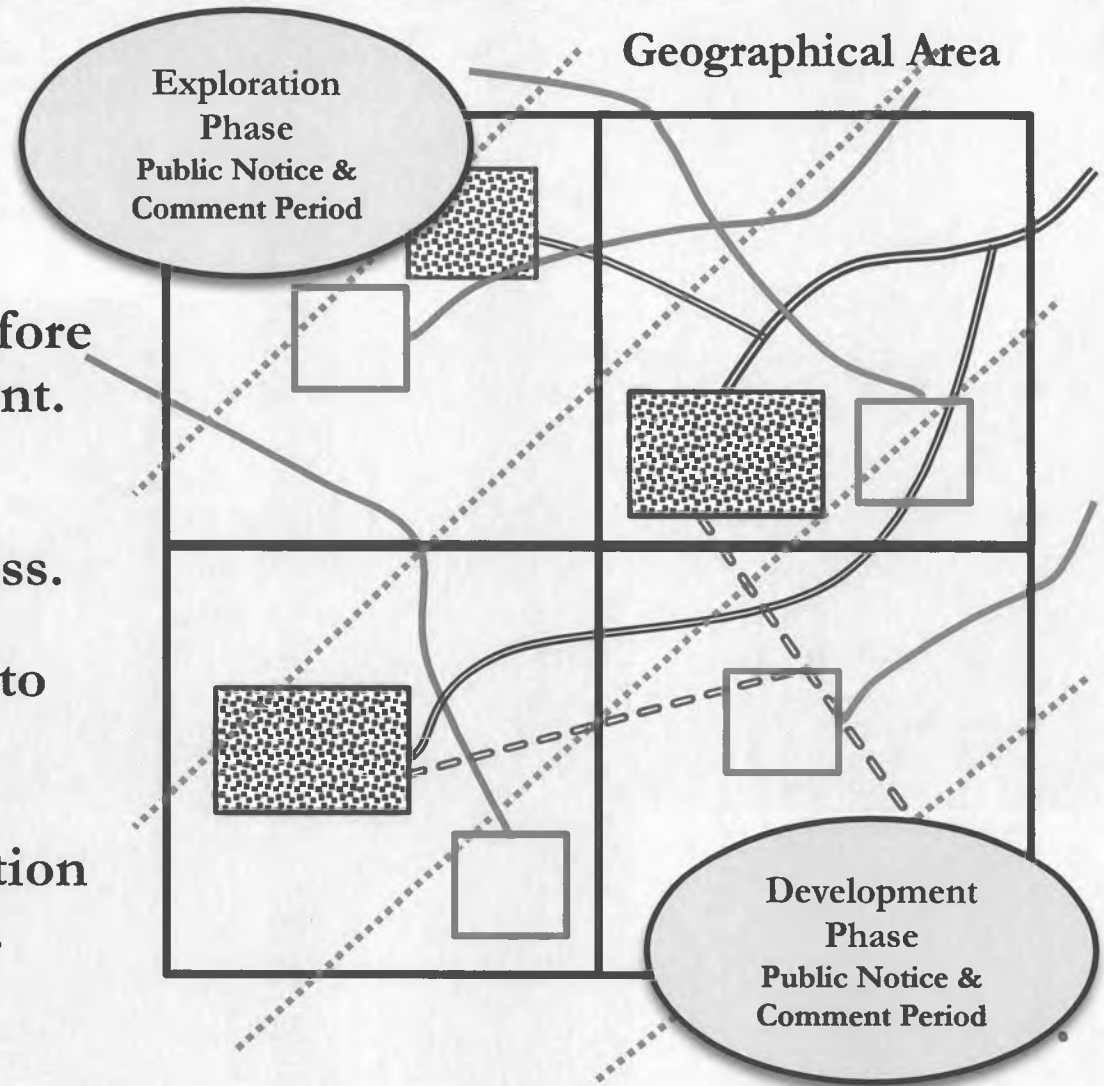 Geographical Area
Exploration
Phase
Public Notice &
Comment Period
fore
nt.
ss.
to
tion
Development
Phase
Public Notice &
Comment Period